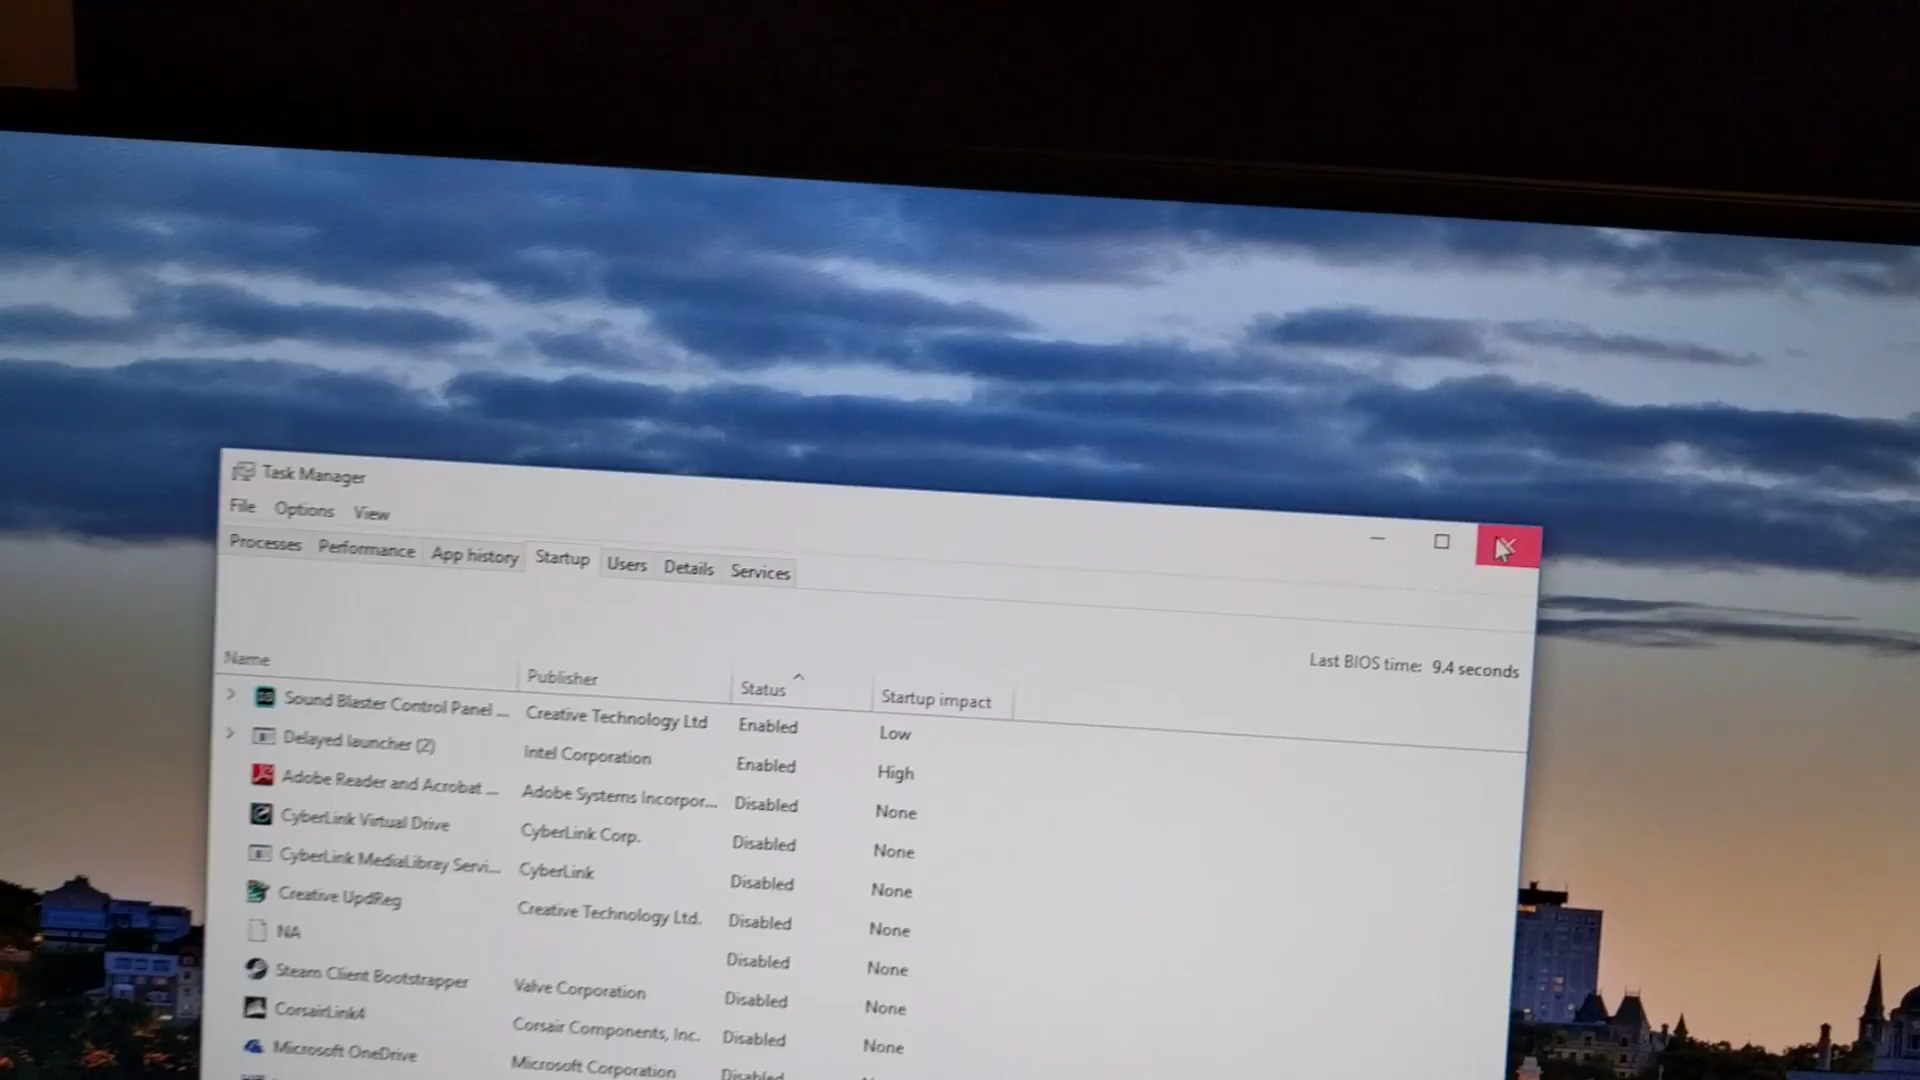 Task Manager
File Options View
Processes Performance App history Startup Users Details Services
Last BIOS time: 9.4 seconds
Name Publisher Status Startup impact
Sound Blaster Control Panel ... Creative Technology Ltd Enabled Low
Delayed launcher (2) Intel Corporation Enabled High
Adobe Reader and Acrobat ... Adobe Systems Incorpor... Disabled None
CyberLink Virtual Drive CyberLink Corp. Disabled None
CyberLink MediaLibray Servi... CyberLink Disabled None
Creative UpdReg Creative Technology Ltd. Disabled None
NA Disabled None
Steam Client Bootstrapper Valve Corporation Disabled None
CorsairLink4 Corsair Components, Inc. Disabled None
Microsoft OneDrive Microsoft Corporation Disabled